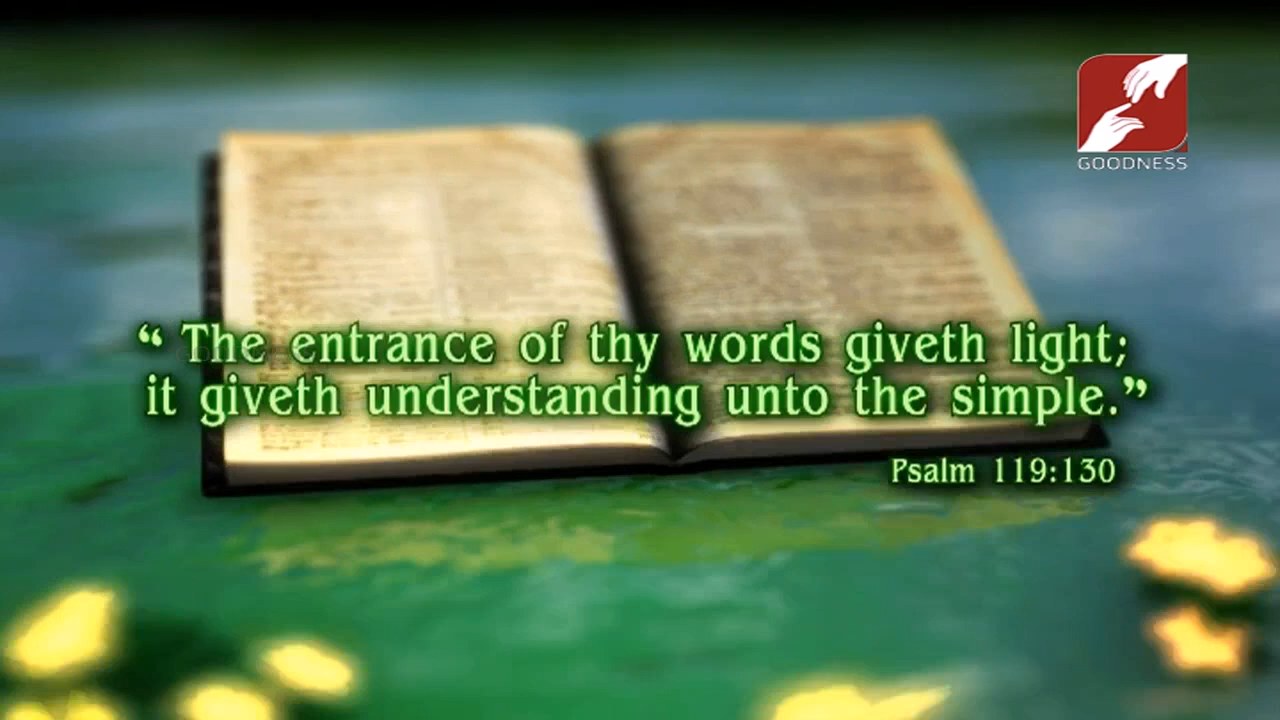 GOODNESS
“ The entrance of thy words giveth light;
it giveth understanding unto the simple.”
Psalm 119:130